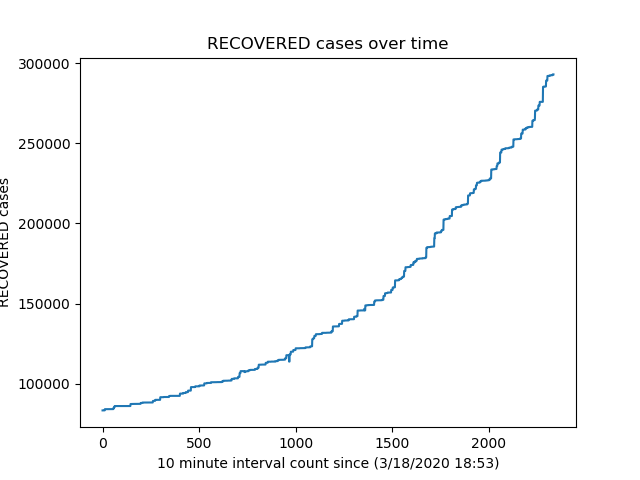 RECOVERED cases over time
300000
250000
200000
150000
100000
RECOVERED cases
0 500 1000 1500 2000
10 minute interval count since (3/18/2020 18:53)